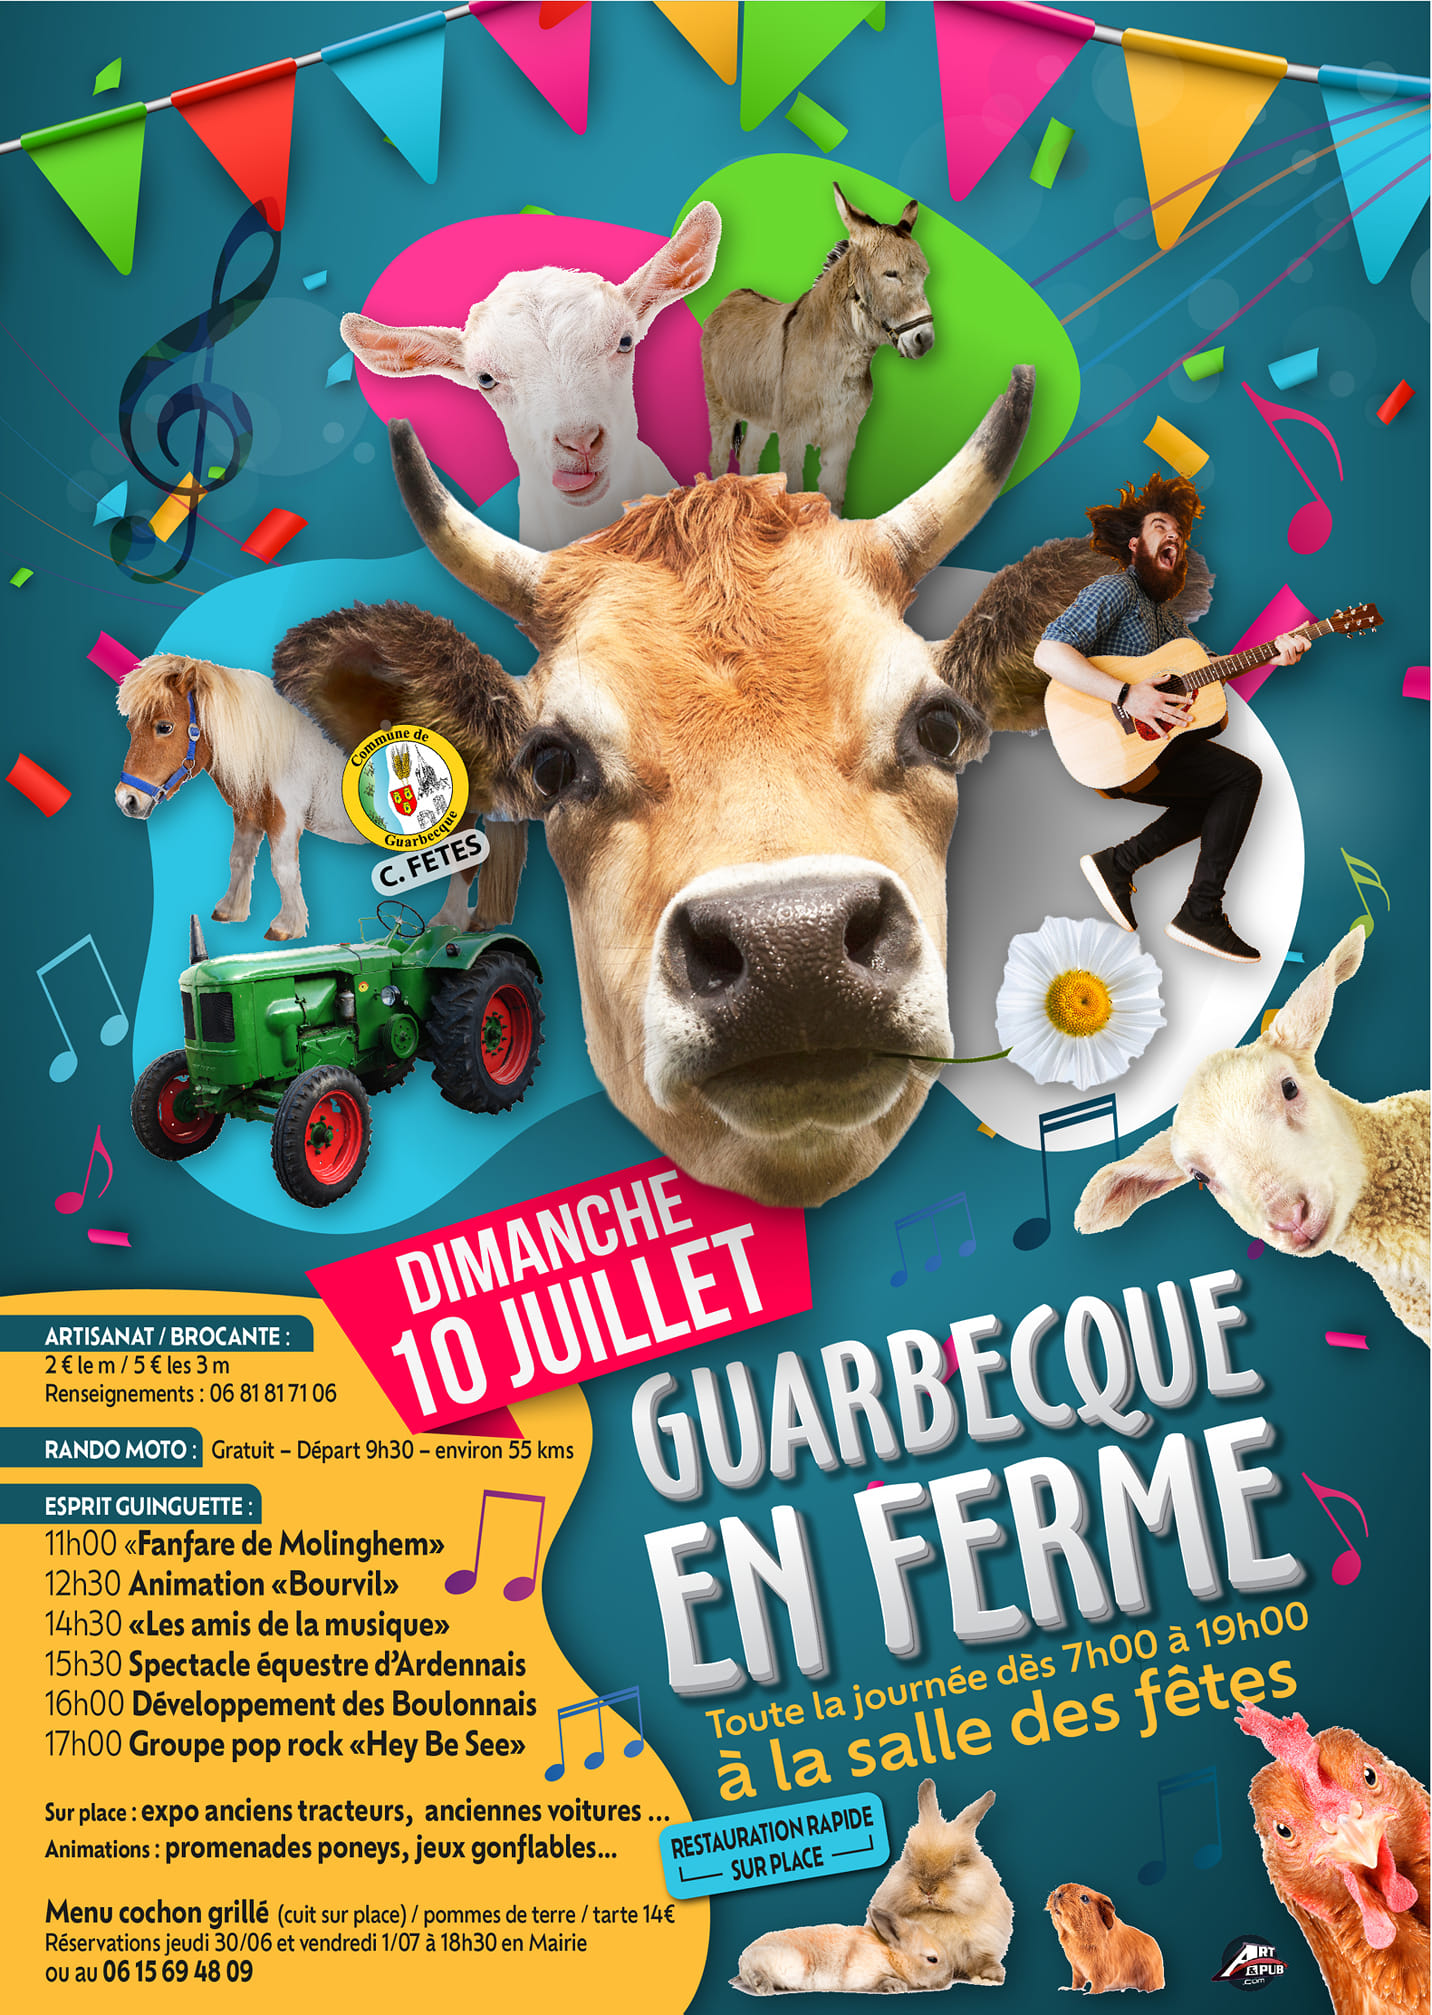 Commune de
Guarbecque
C. FETES
DIMANCHE
10 JUILLET
GUARBECQUE
EN FERME
Toute la journée dès 7h00 à 19h00
à la salle des fêtes
ARTISANAT / BROCANTE :
2 € le m / 5 € les 3 m
Renseignements : 06 81 81 71 06
RANDO MOTO : Gratuit – Départ 9h30 – environ 55 kms
ESPRIT GUINGUETTE :
11h00 «Fanfare de Molinghem»
12h30 Animation «Bourvil»
14h30 «Les amis de la musique»
15h30 Spectacle équestre d'Ardennais
16h00 Développement des Boulonnais
17h00 Groupe pop rock «Hey Be See»
Sur place : expo anciens tracteurs, anciennes voitures ...
Animations : promenades poneys, jeux gonflables...
RESTAURATION RAPIDE
SUR PLACE
Menu cochon grillé (cuit sur place) / pommes de terre / tarte 14€
Réservations jeudi 30/06 et vendredi 1/07 à 18h30 en Mairie
ou au 06 15 69 48 09
ART
&PUB
.com